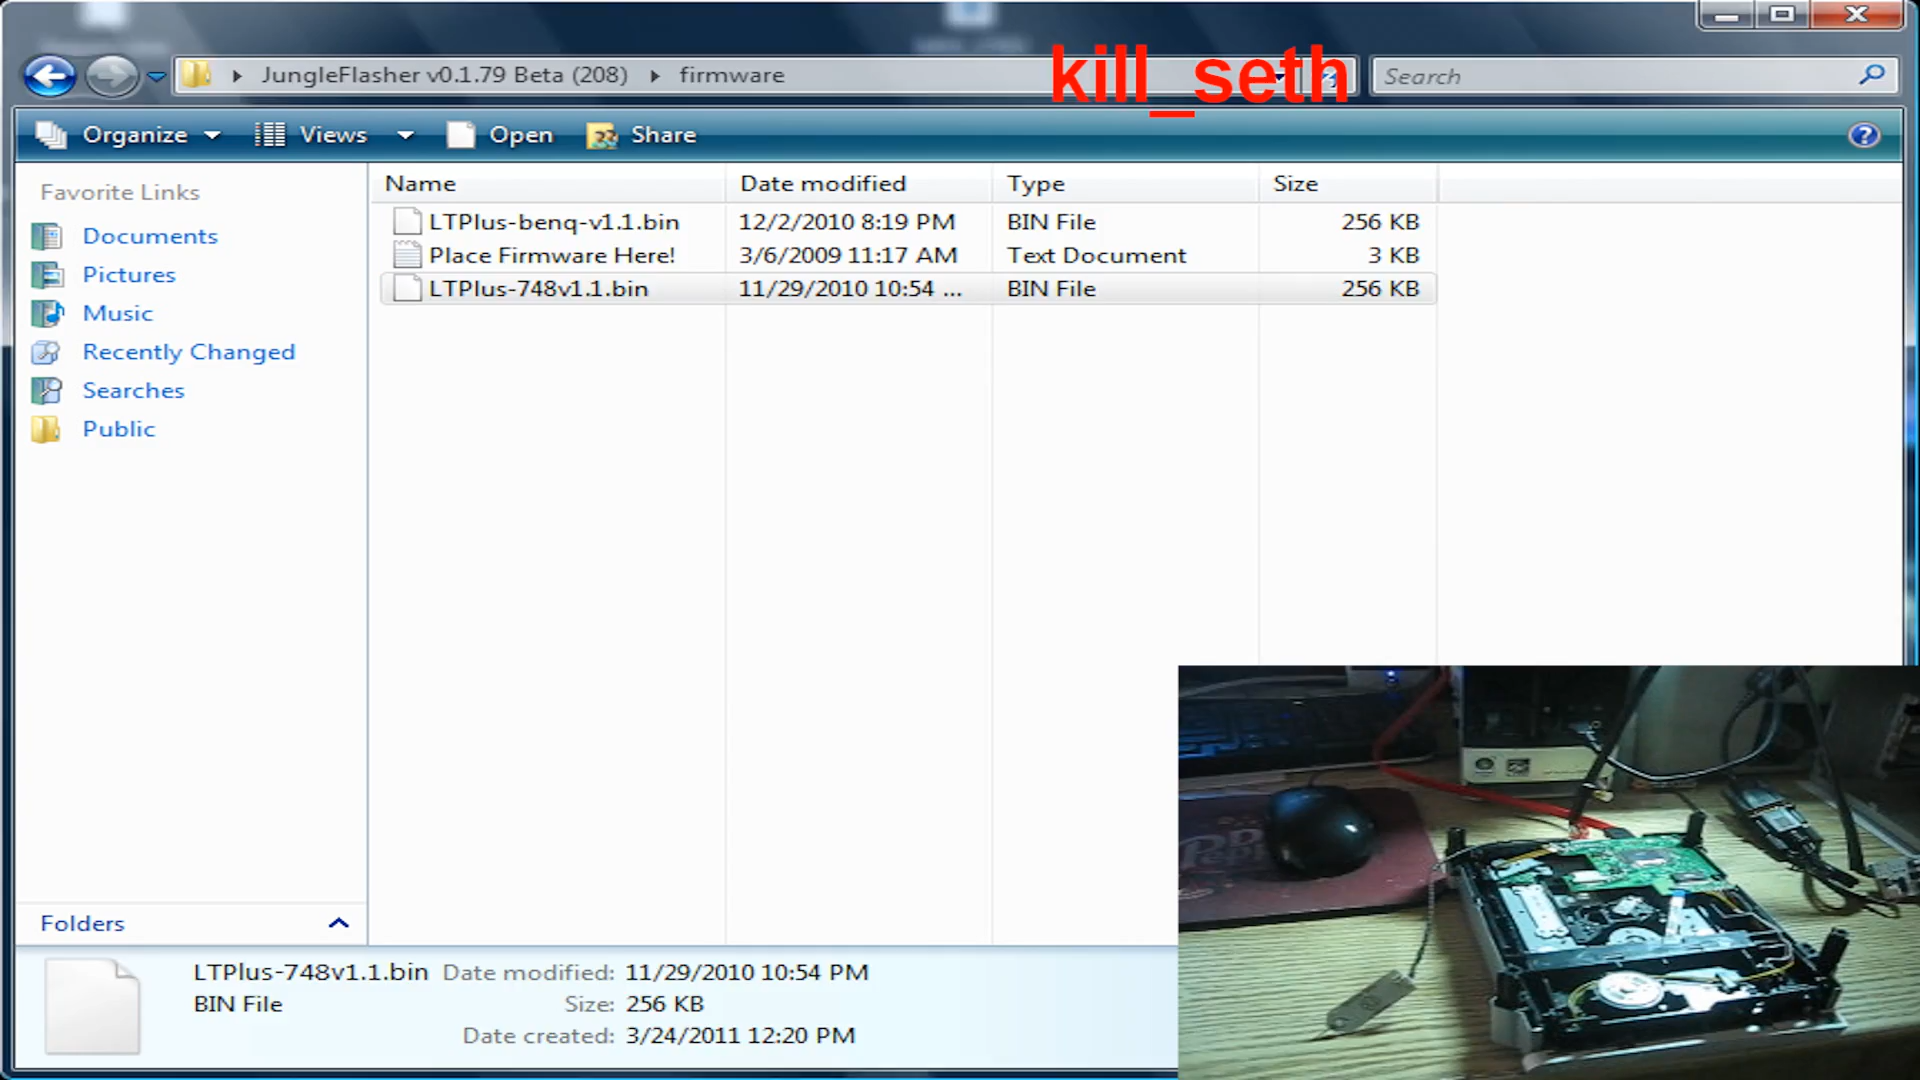 JungleFlasher v0.1.79 Beta (208) firmware
kill_seth
Search
Organize Views Open Share
Favorite Links
Documents
Pictures
Music
Recently Changed
Searches
Public
Folders
Name Date modified Type Size
LTPlus-benq-v1.1.bin 12/2/2010 8:19 PM BIN File 256 KB
Place Firmware Here! 3/6/2009 11:17 AM Text Document 3 KB
LTPlus-748v1.1.bin 11/29/2010 10:54 ... BIN File 256 KB
LTPlus-748v1.1.bin Date modified: 11/29/2010 10:54 PM
BIN File Size: 256 KB
Date created: 3/24/2011 12:20 PM